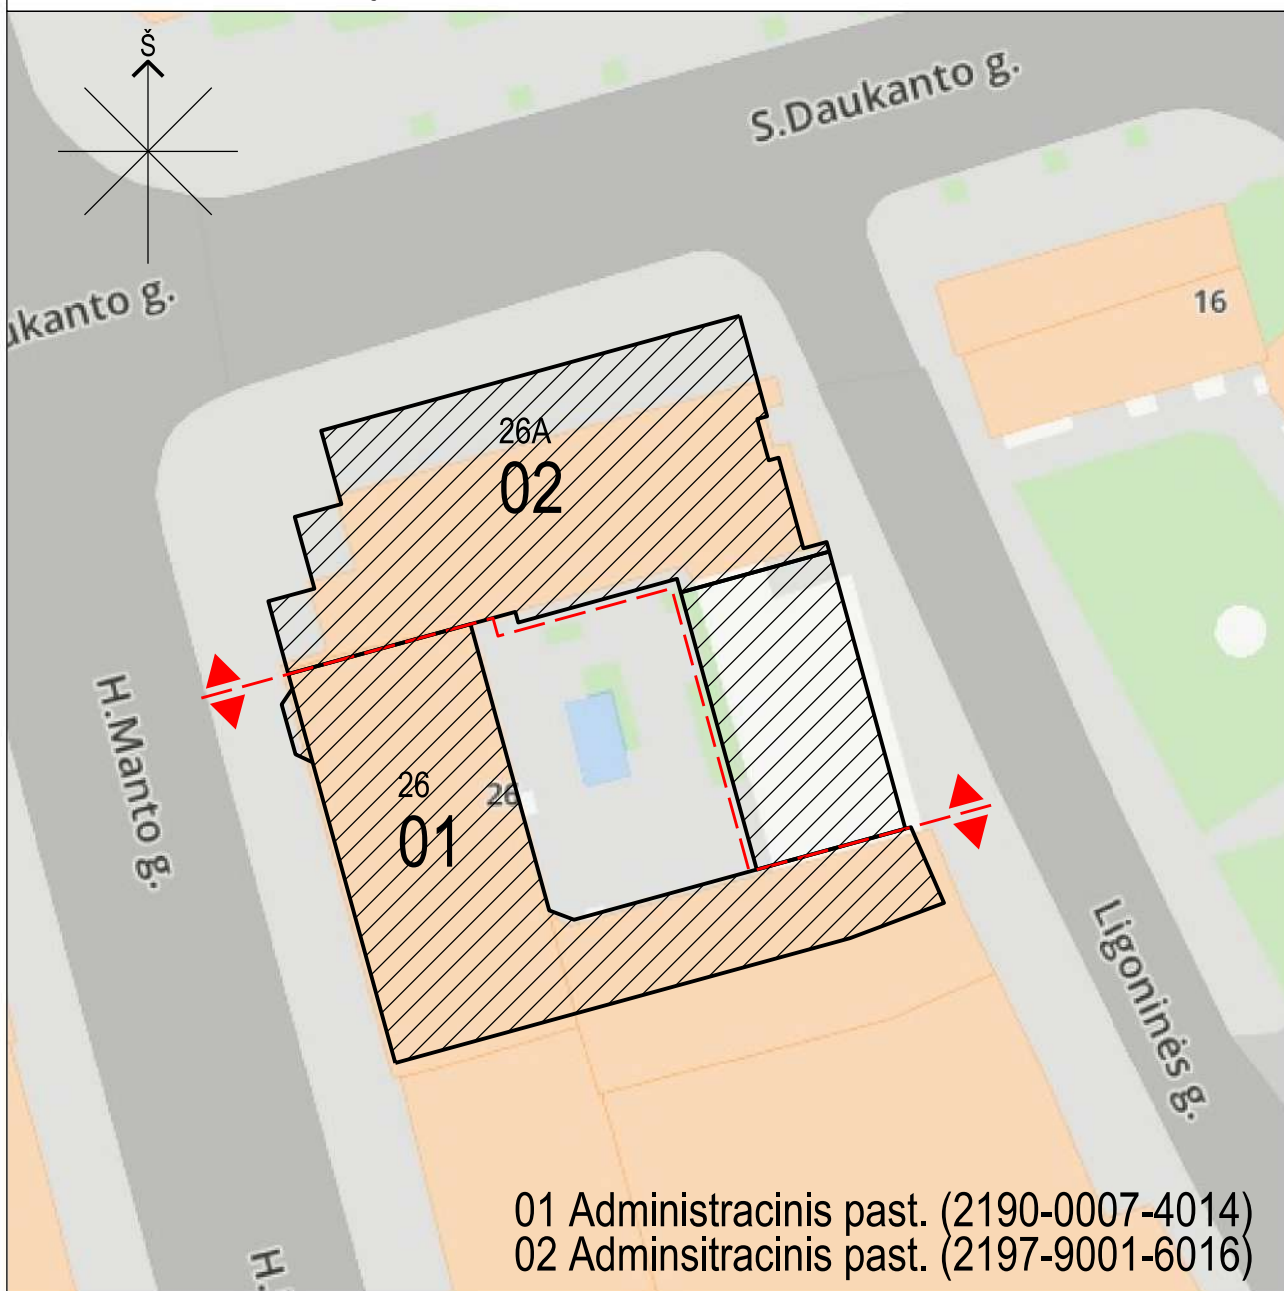 Š
S.Daukanto g.
ukanto g.
16
26A
02
H.Manto g.
26
26
01
Ligoninės g.
H.
01 Administracinis past. (2190-0007-4014)
02 Adminsitracinis past. (2197-9001-6016)